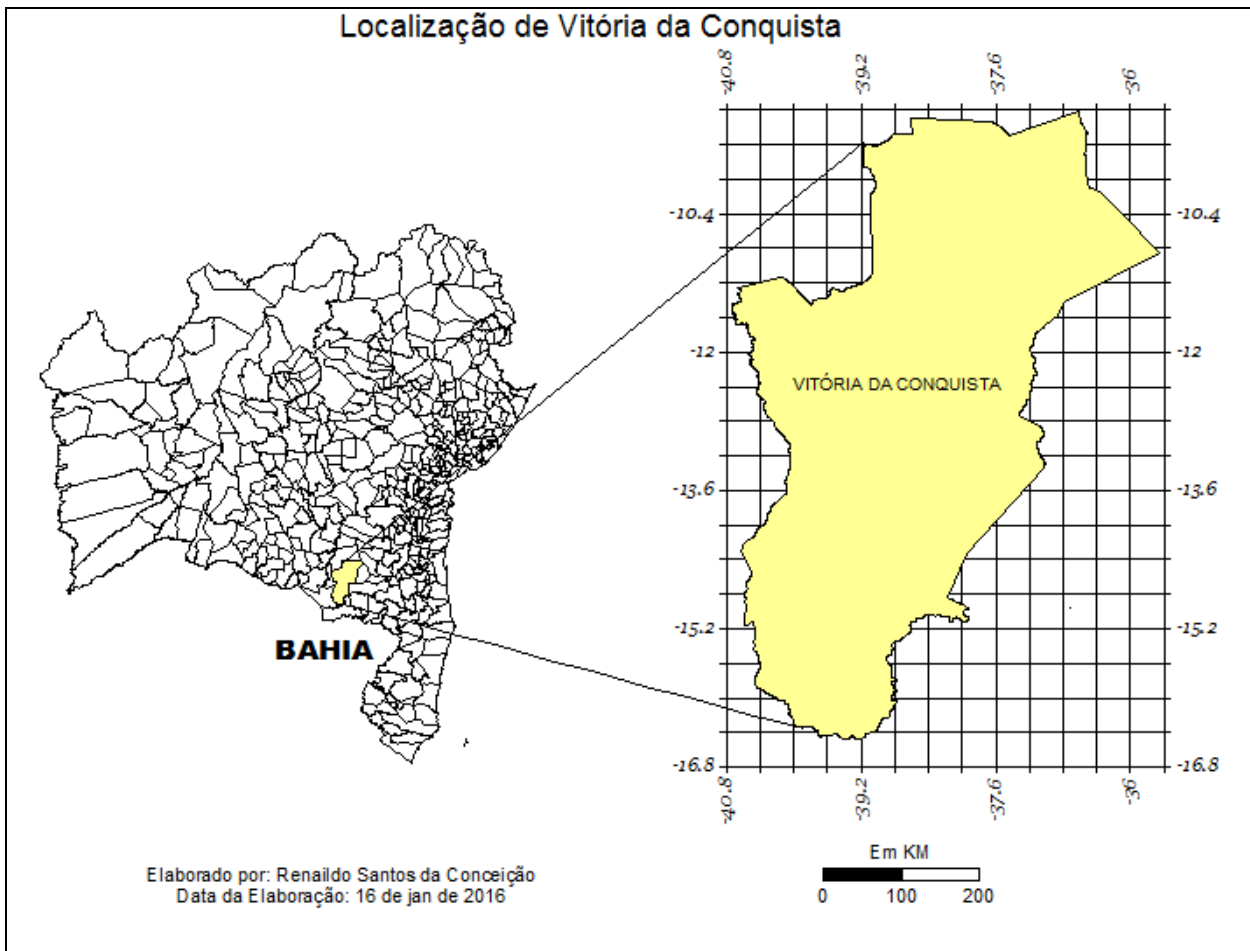 Localização de Vitória da Conquista
-40.8
-39.2
-37.6
-36
-10.4
-10.4
-12
-12
VITÓRIA DA CONQUISTA
-13.6
-13.6
-15.2
-15.2
BAHIA
-16.8
-16.8
-40.8
-39.2
-37.6
-36
Em KM
0 100 200
Elaborado por: Renaildo Santos da Conceição
Data da Elaboração: 16 de jan de 2016